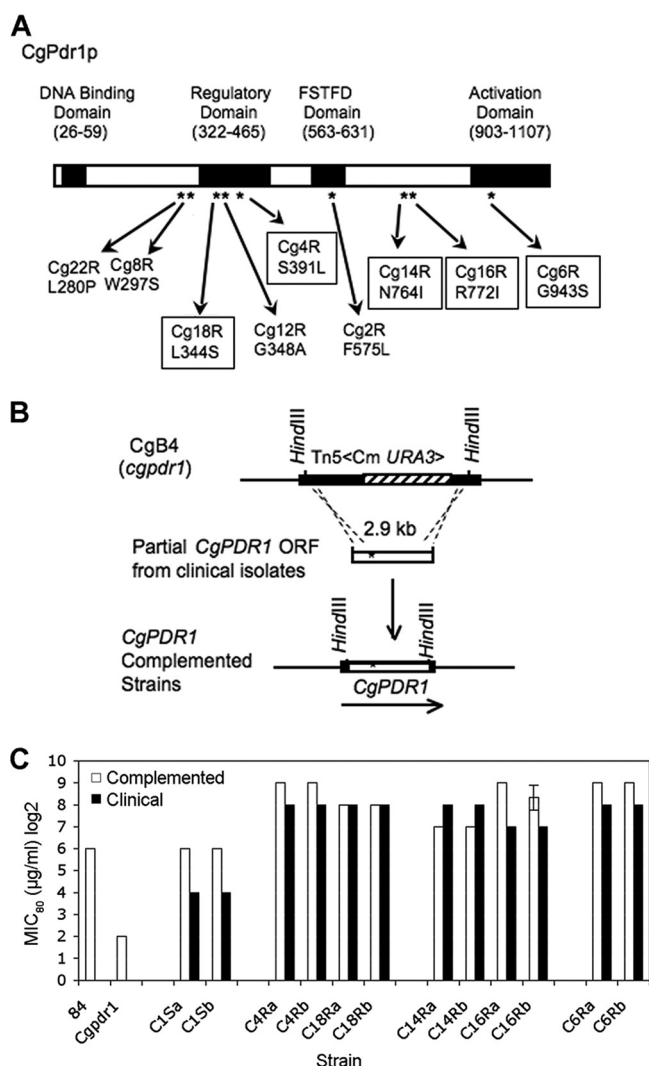 A
CgPdr1p
DNA Binding
Domain
(26-59)
Regulatory
Domain
(322-465)
FSTFD
Domain
(563-631)
Activation
Domain
(903-1107)
** ** * * ** *
Cg22R
L280P
Cg8R
W297S
Cg4R
S391L
Cg14R
N764I
Cg16R
R772I
Cg6R
G943S
Cg18R
L344S
Cg12R
G348A
Cg2R
F575L
B
CgB4
(cgpdr1)
HindIII
Tn5<Cm URA3>
HindIII
2.9 kb
Partial CgPDR1 ORF
from clinical isolates
*
CgPDR1
Complemented
Strains
HindIII
HindIII
*
CgPDR1
C
MIC80 (µg/ml) log2
10
9
8
7
6
5
4
3
2
1
0
Complemented
Clinical
84
Cgpdr1
C1Sa
C1Sb
C4Ra
C4Rb
C18Ra
C18Rb
C14Ra
C14Rb
C16Ra
C16Rb
C6Ra
C6Rb
Strain